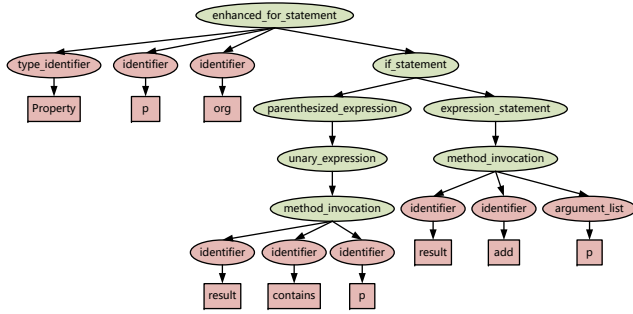 enhanced_for_statement
type_identifier identifier identifier if_statement
Property p org parenthesized_expression expression_statement
unary_expression method_invocation
method_invocation identifier identifier argument_list
identifier identifier identifier result add p
result contains p